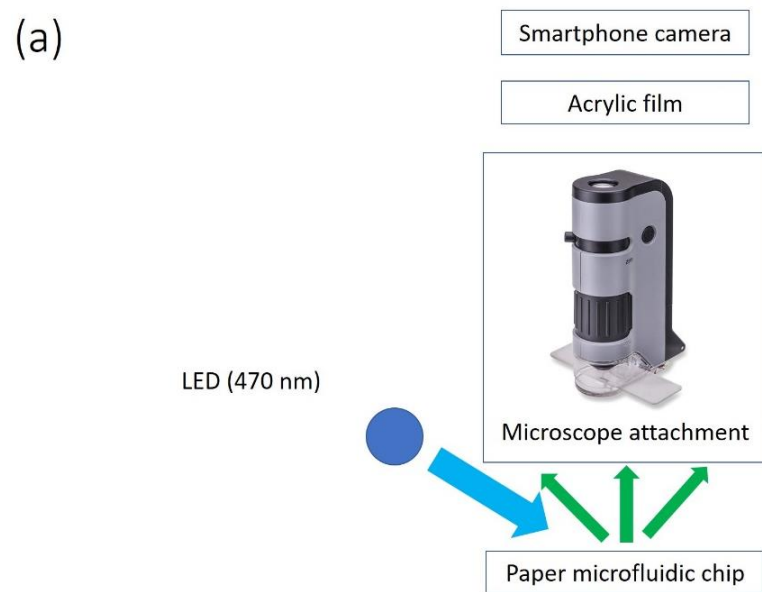 (a)
Smartphone camera
Acrylic film
LED (470 nm)
Microscope attachment
Paper microfluidic chip